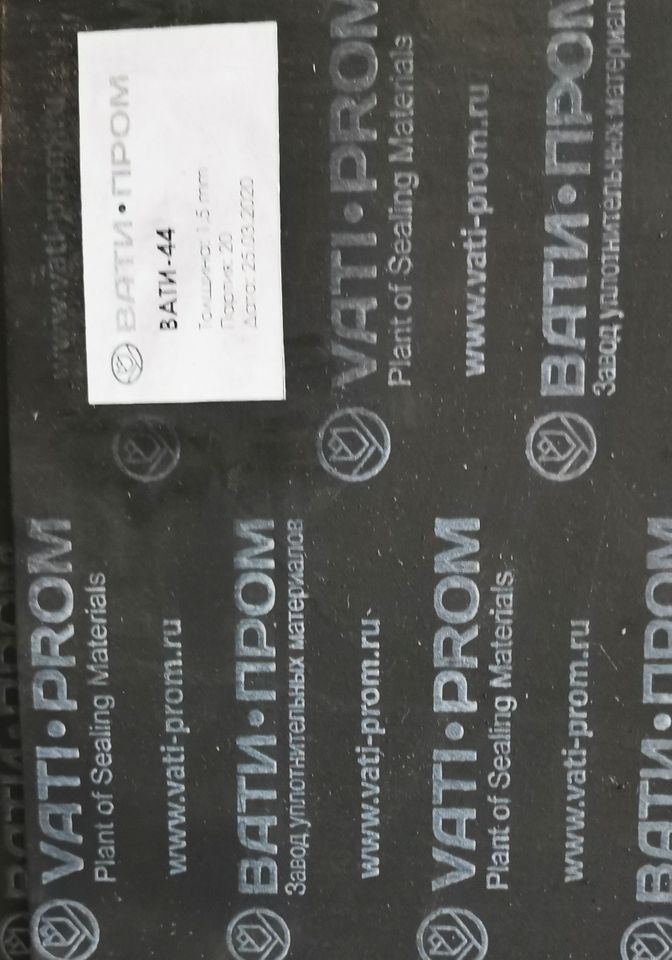 ВАТИ•ПРОМ
ВАТИ-44
Толщина: 1.5 mm
Партия: 20
Дата: 25.03.2020
www.vati-prom.ru
VATI•PROM
Plant of Sealing Materials
www.vati-prom.ru
ВАТИ•ПРОМ
Завод уплотнительных материал
VATI•PROM
Plant of Sealing Materials
www.vati-prom.ru
ВАТИ•ПРОМ
Завод уплотнительных материалов
www.vati-prom.ru
VATI•PROM
Plant of Sealing Materials
www.vati-prom.ru
ВАТИ•ПРОМ